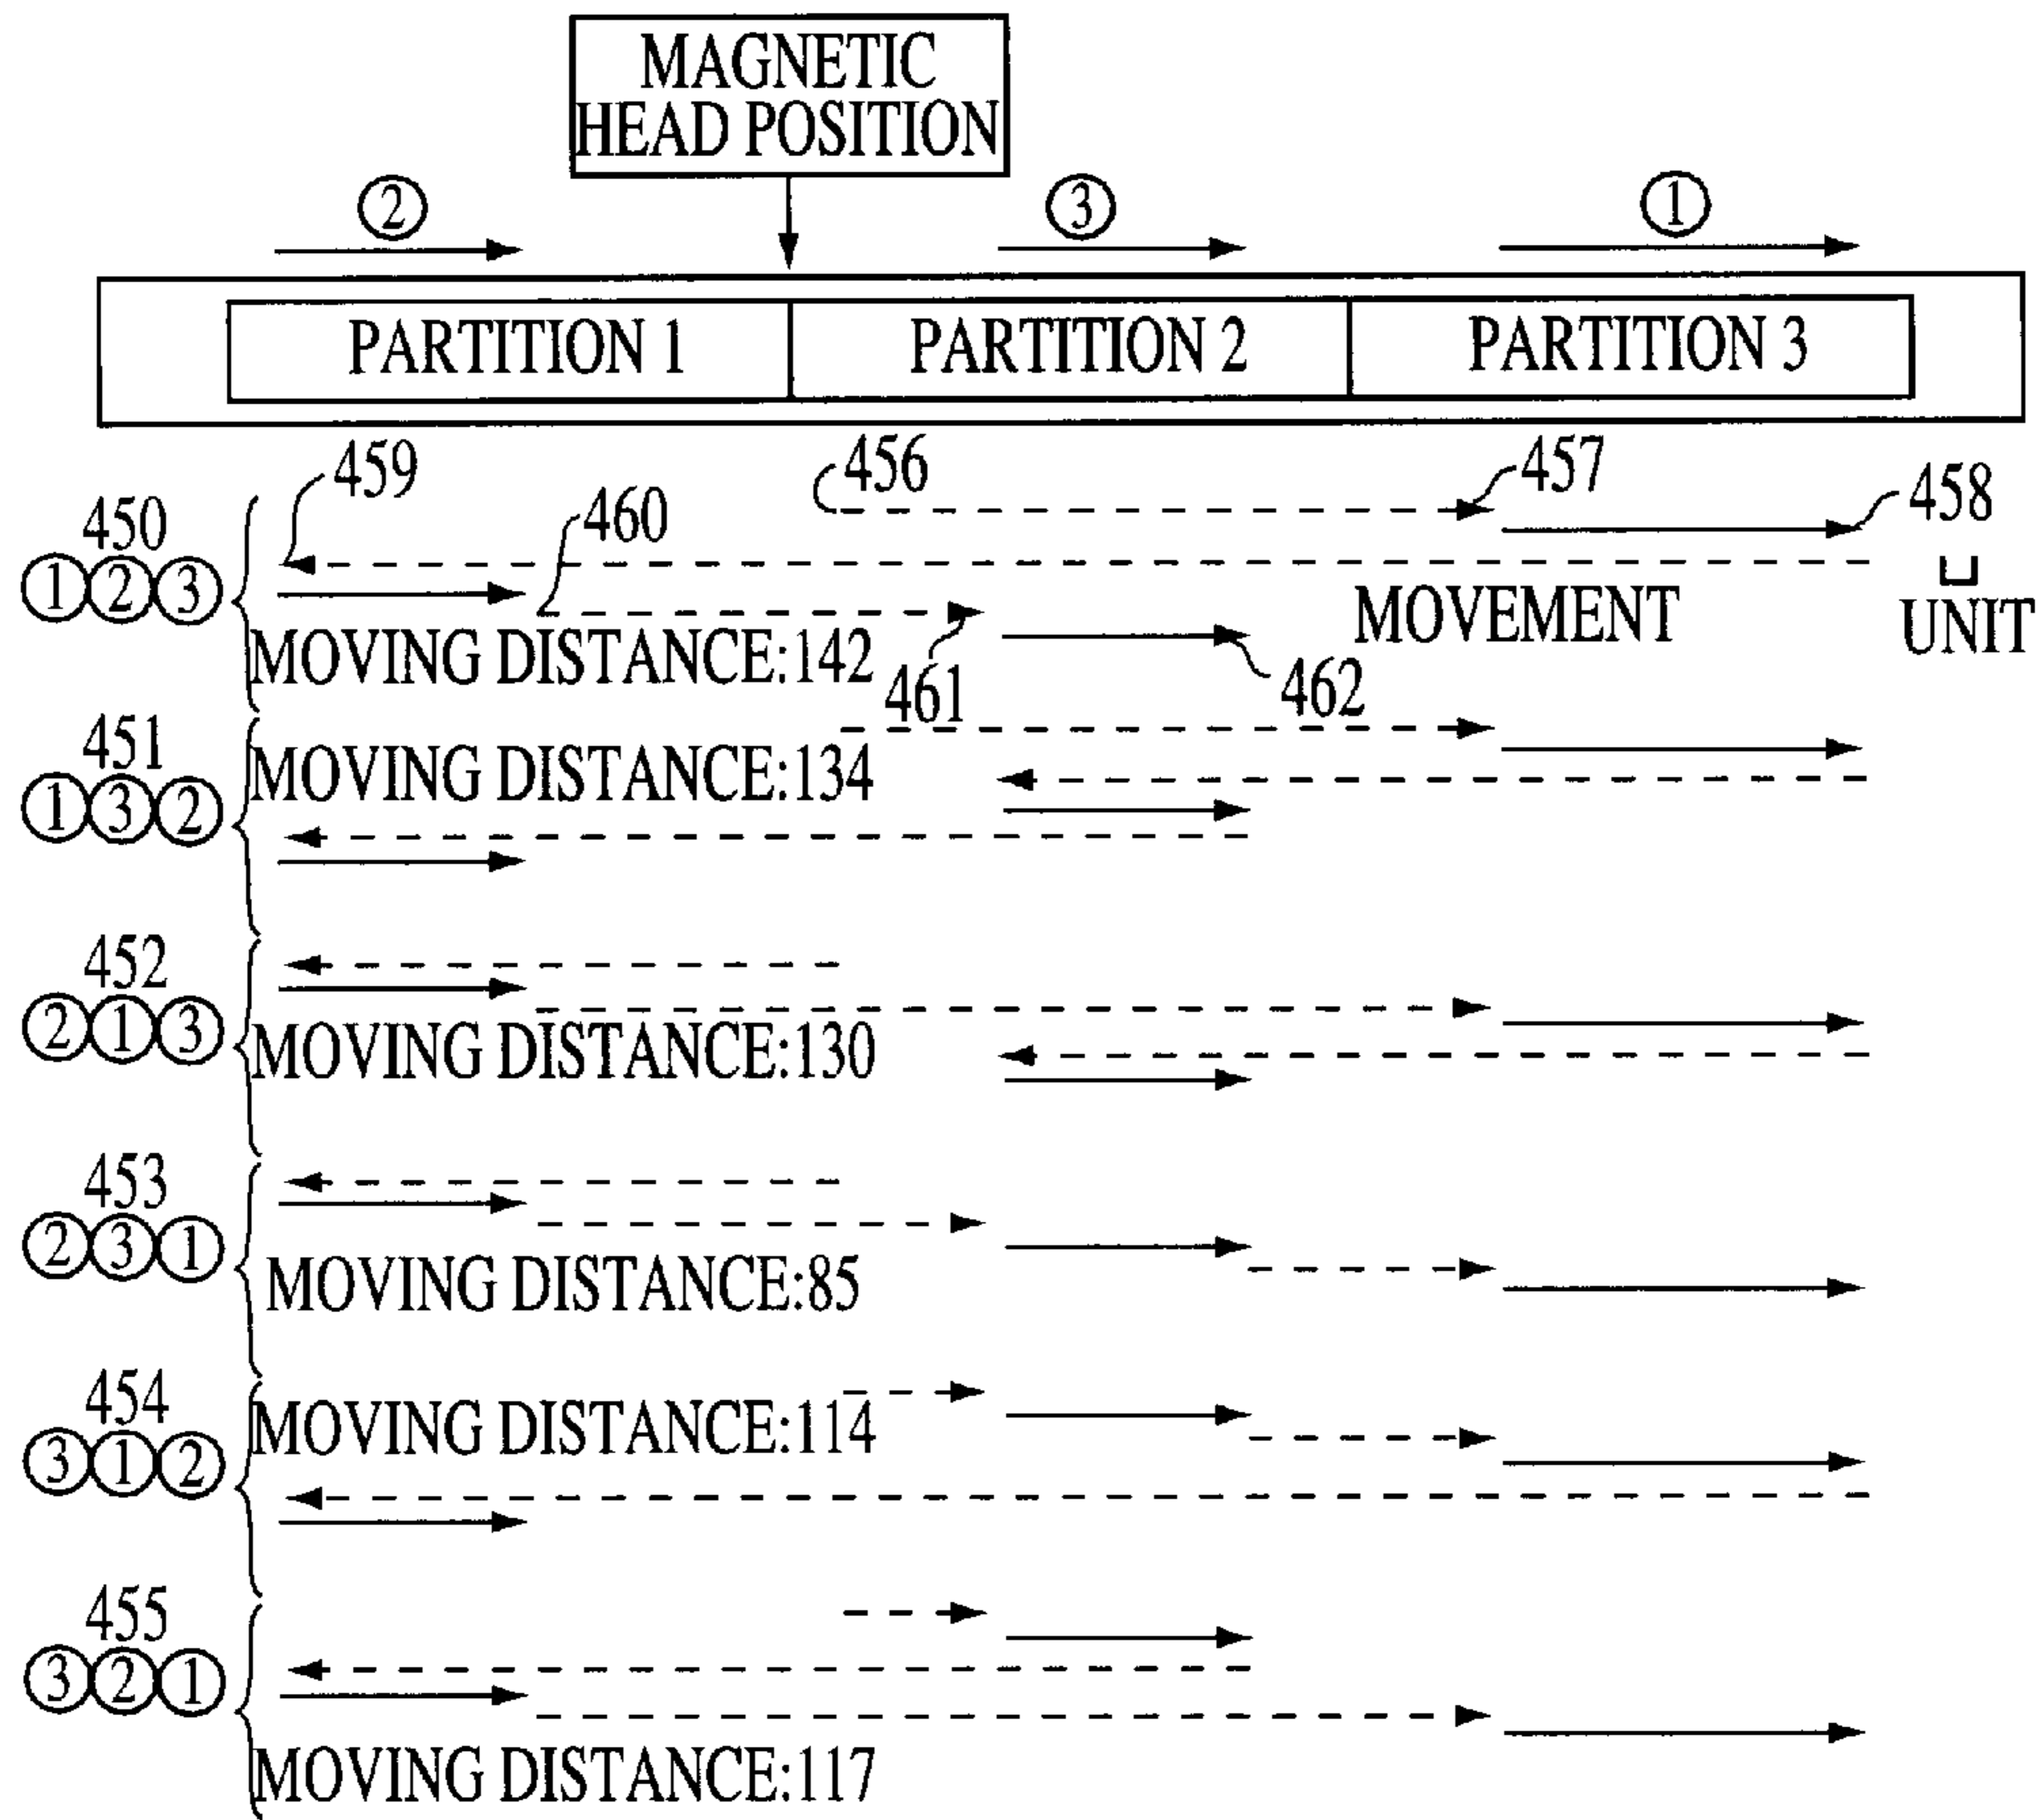 MAGNETIC
HEAD POSITION
② ③ ①
PARTITION 1 PARTITION 2 PARTITION 3
459 456 457 458
450 460
①②③
MOVEMENT UNIT
MOVING DISTANCE:142 461 462
451
MOVING DISTANCE:134
①③②
452
②①③
MOVING DISTANCE:130
453
②③①
MOVING DISTANCE:85
454
MOVING DISTANCE:114
③①②
455
③②①
MOVING DISTANCE:117